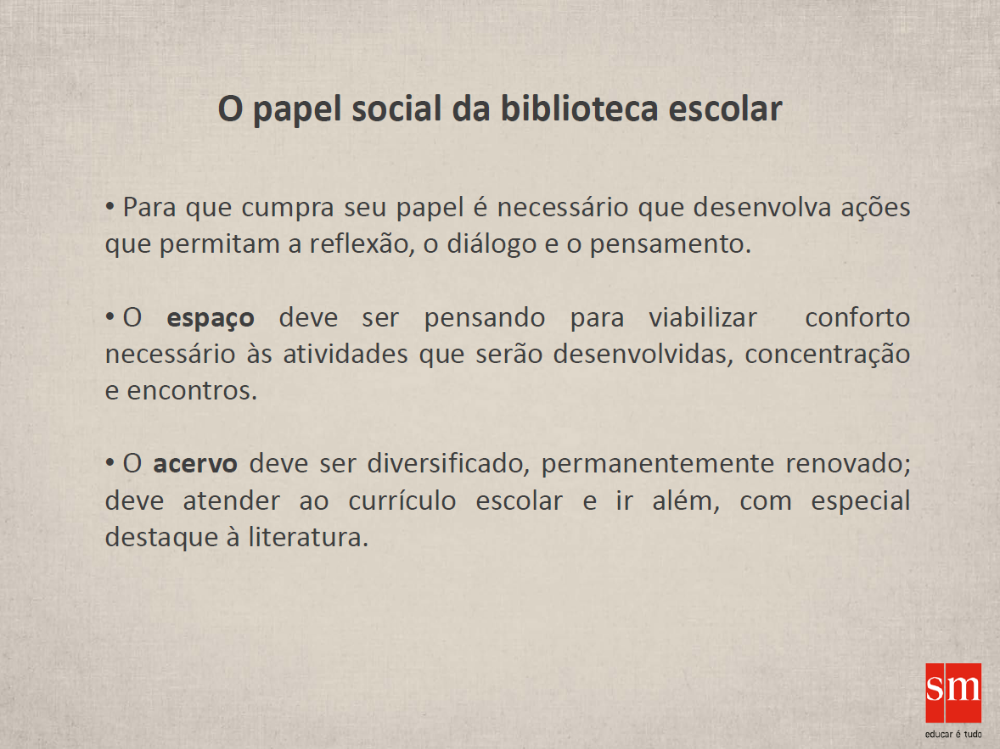 O papel social da biblioteca escolar
• Para que cumpra seu papel é necessário que desenvolva ações
que permitam a reflexão, o diálogo e o pensamento.
• O espaço deve ser pensando para viabilizar conforto
necessário às atividades que serão desenvolvidas, concentração
e encontros.
• O acervo deve ser diversificado, permanentemente renovado;
deve atender ao currículo escolar e ir além, com especial
destaque à literatura.
sm
educar é tudo